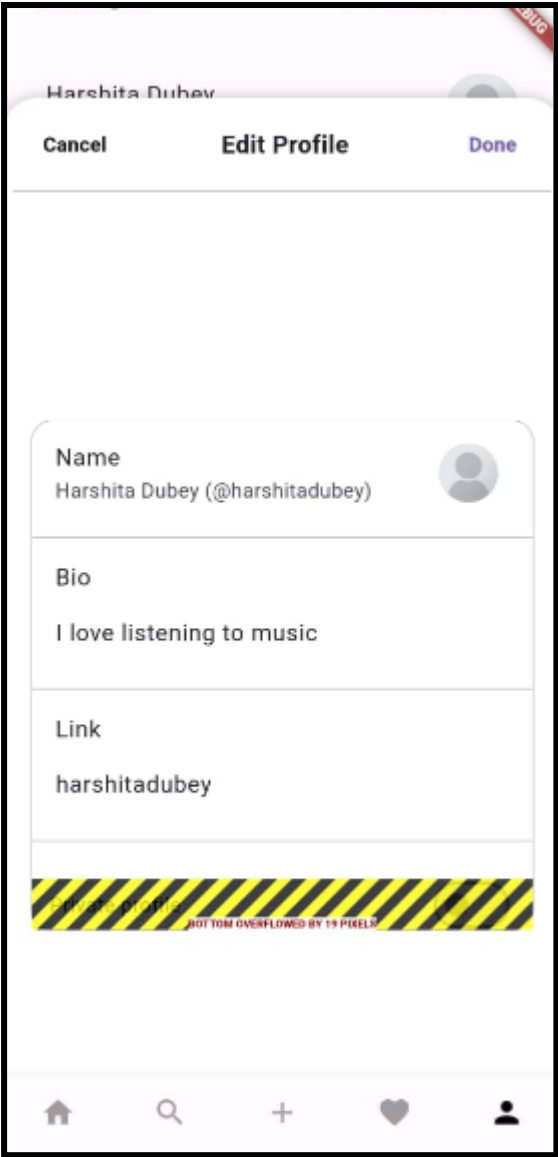 Harshita Dubey
Cancel Edit Profile Done
Name
Harshita Dubey (@harshitadubey)
Bio
I love listening to music
Link
harshitadubey
Private profile
BOTTOM OVERFLOWED BY 19 PIXELS